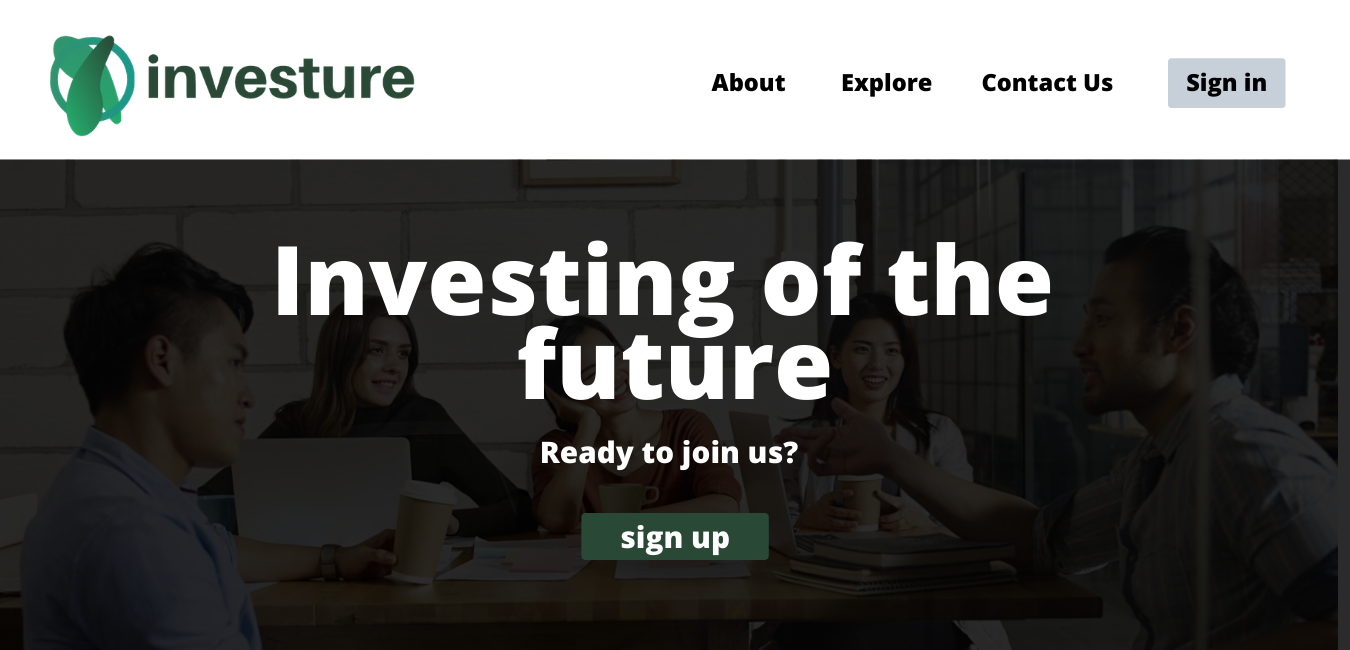 investure
About Explore Contact Us Sign in
Investing of the
future
Ready to join us?
sign up